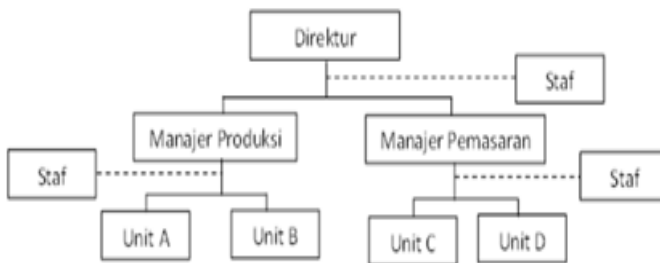 Direktur
Staf
Manajer Produksi
Manajer Pemasaran
Staf
Staf
Unit A
Unit B
Unit C
Unit D